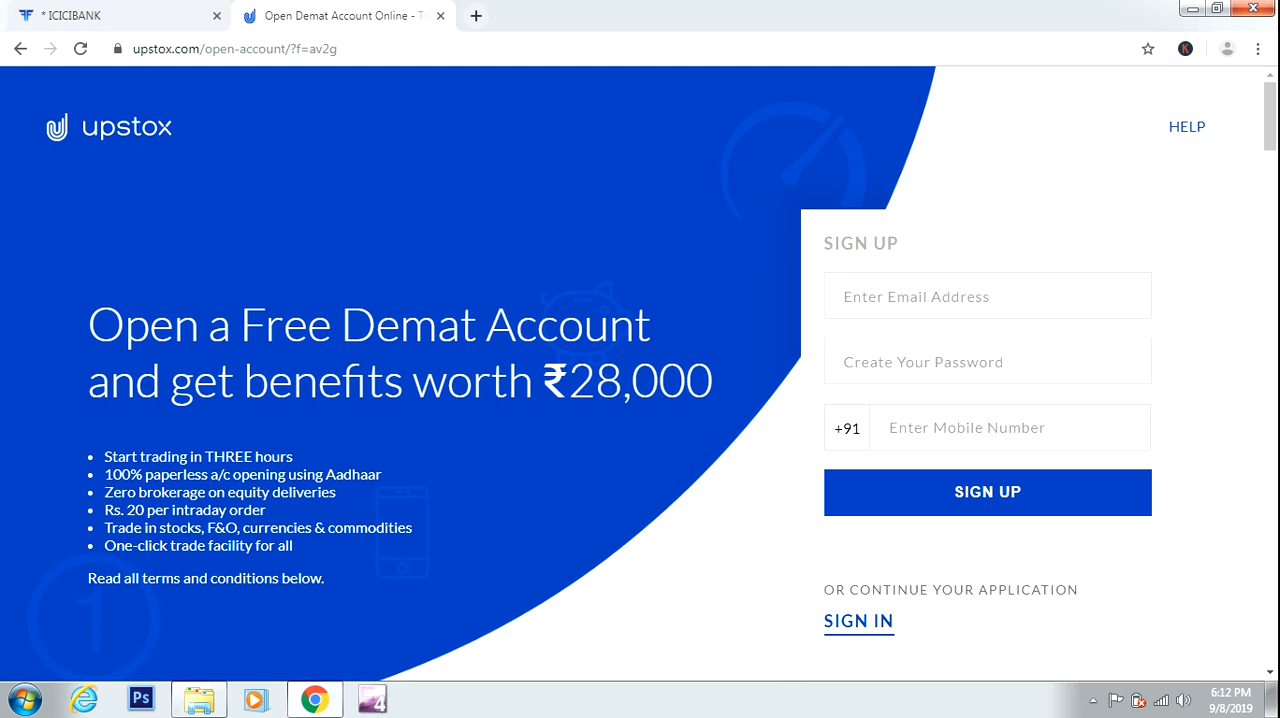 * ICICIBANK
Open Demat Account Online - T
upstox.com/open-account/?f=av2g
K
upstox
HELP
SIGN UP
Enter Email Address
Create Your Password
+91 Enter Mobile Number
SIGN UP
OR CONTINUE YOUR APPLICATION
SIGN IN
Open a Free Demat Account
and get benefits worth ₹28,000
• Start trading in THREE hours
• 100% paperless a/c opening using Aadhaar
• Zero brokerage on equity deliveries
• Rs. 20 per intraday order
• Trade in stocks, F&O, currencies & commodities
• One-click trade facility for all
Read all terms and conditions below.
1
Ps
4
6:12 PM
9/8/2019